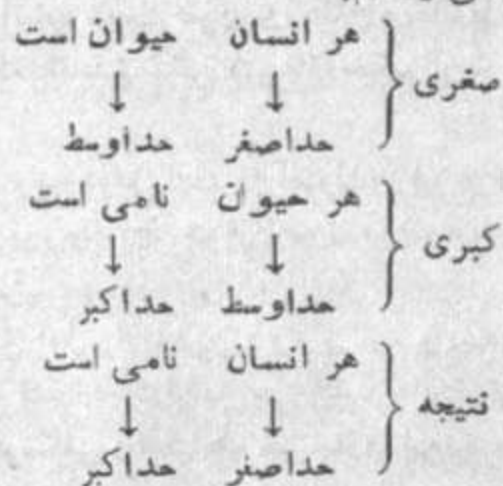 هر انسان حیوان است
صغری
↓ ↓
حداصغر حداوسط
هر حیوان نامی است
کبری
↓ ↓
حداوسط حداکبر
هر انسان نامی است
نتیجه
↓ ↓
حداصغر حداکبر